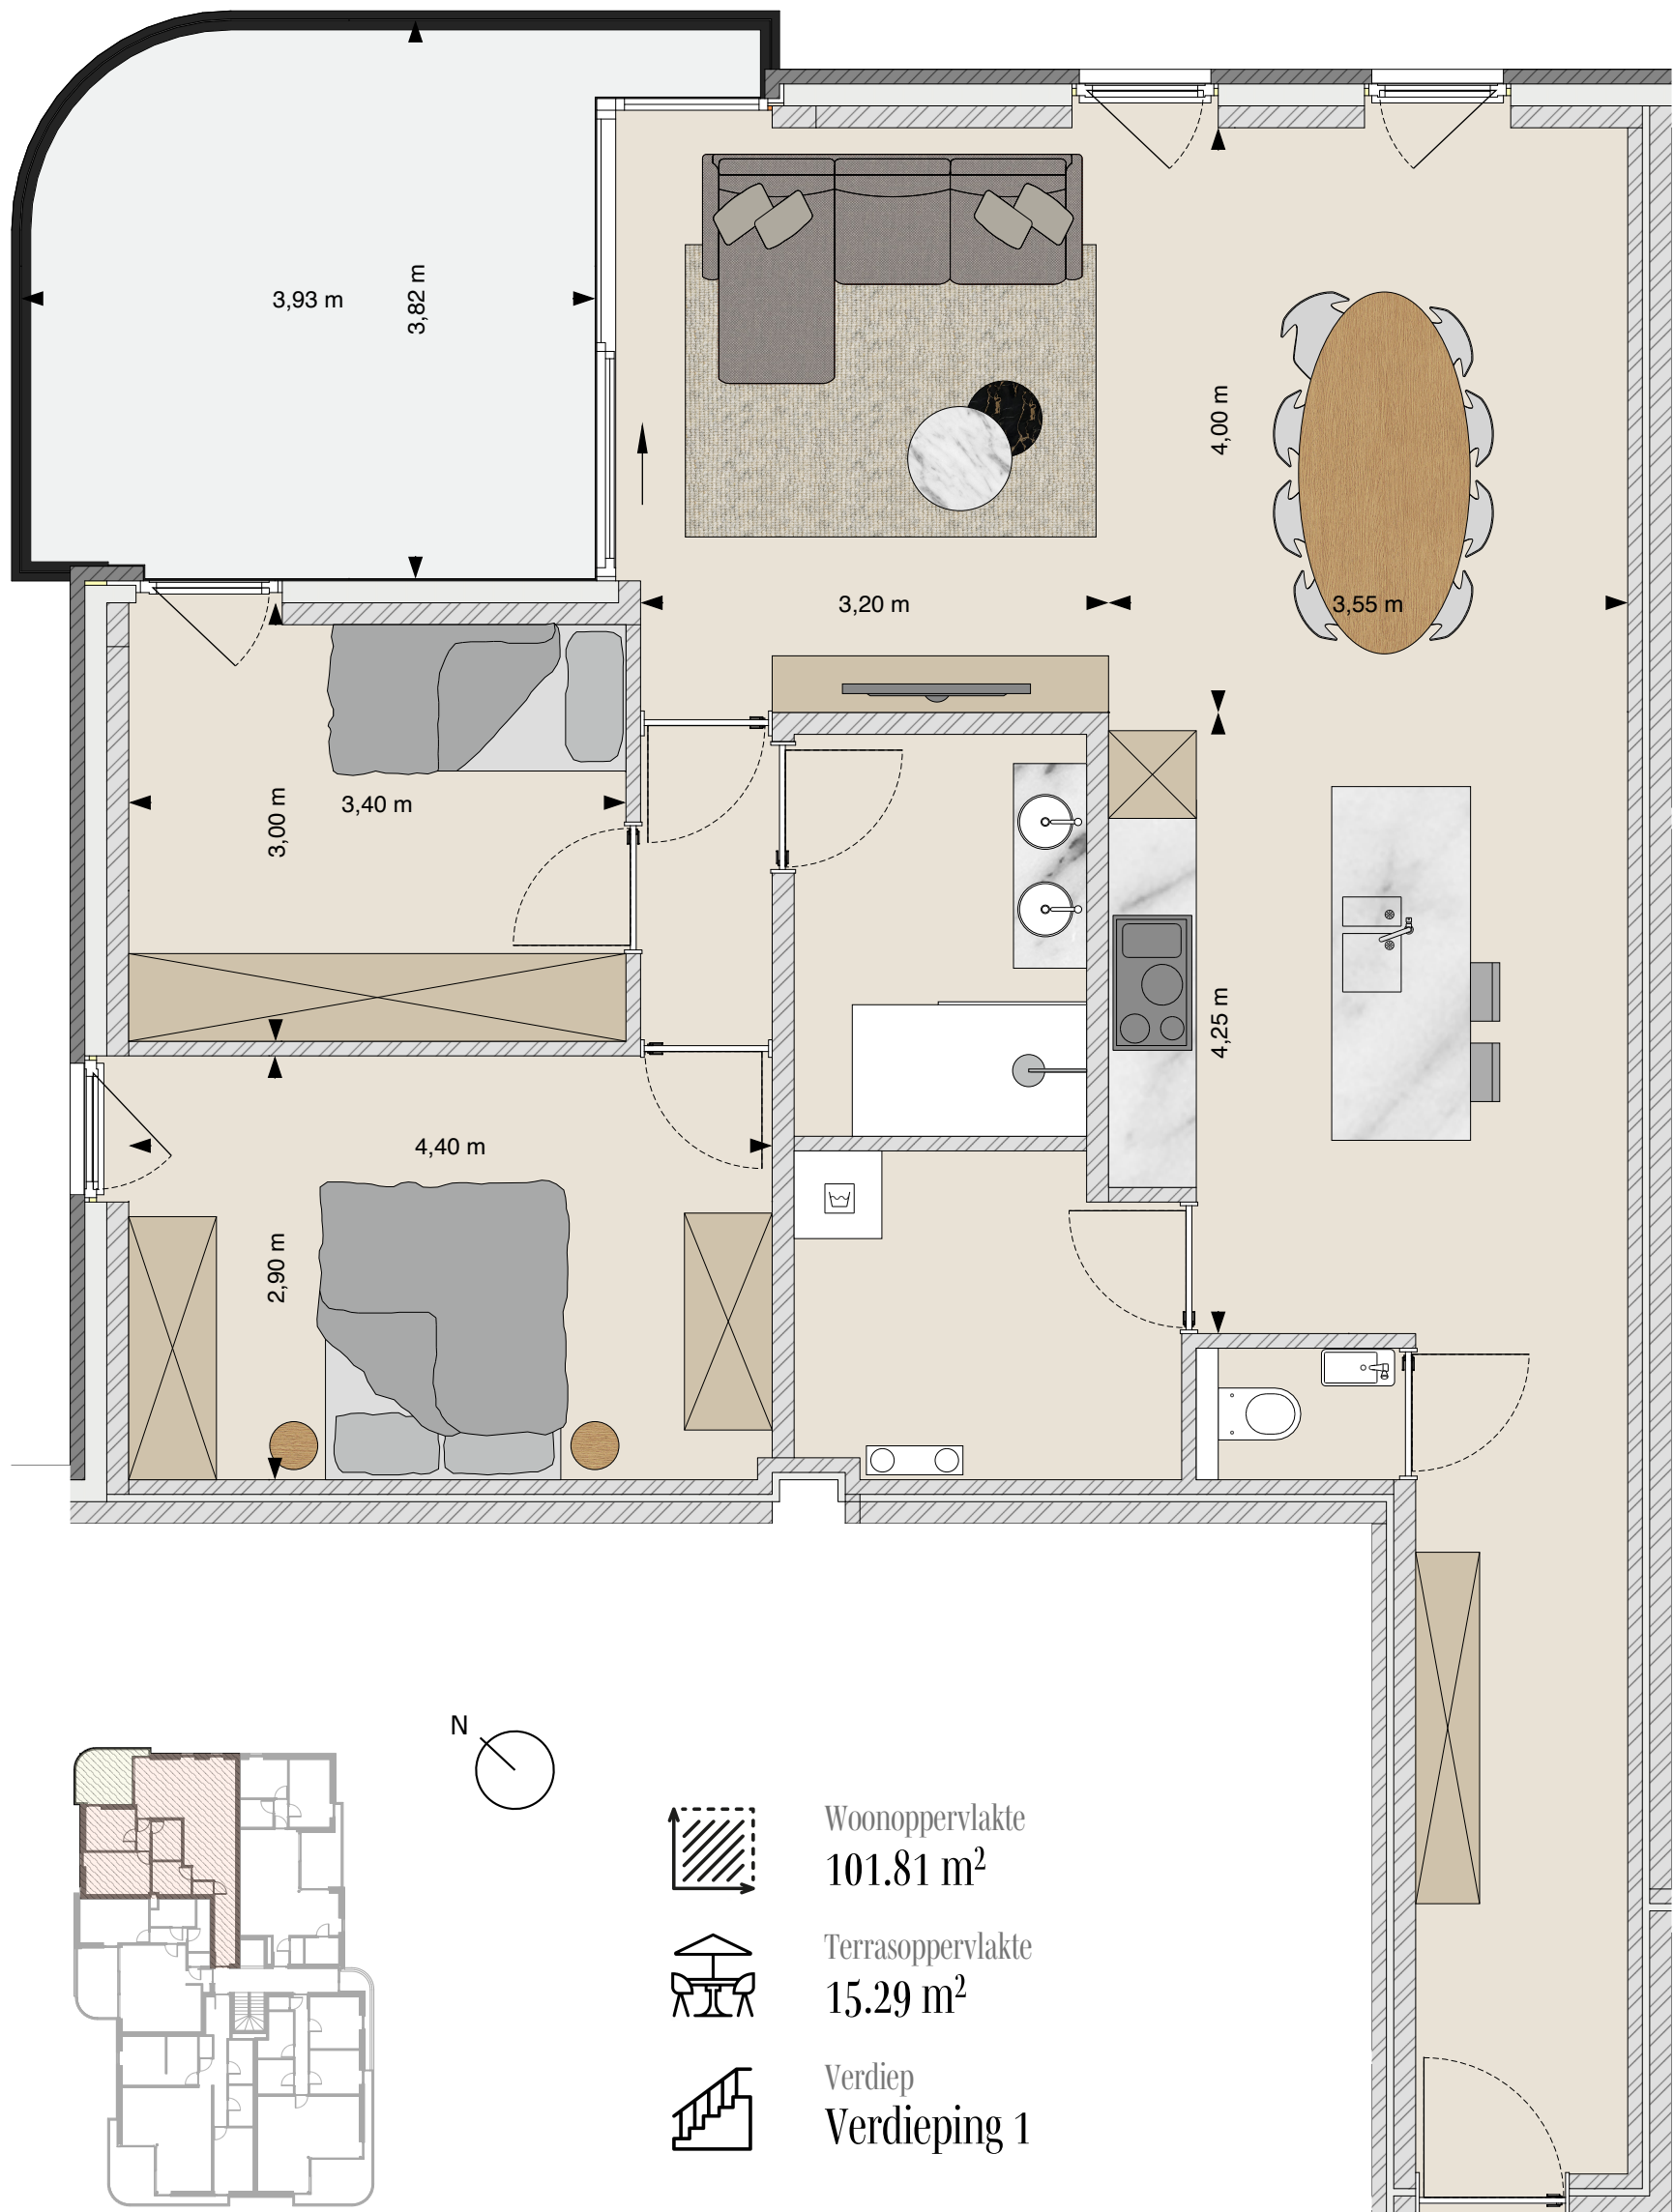 3,93 m
3,82 m
4,00 m
3,20 m
3,55 m
3,40 m
3,00 m
4,25 m
4,40 m
2,90 m
N
Woonoppervlakte
101.81 m²
Terrasoppervlakte
15.29 m²
Verdiep
Verdieping 1